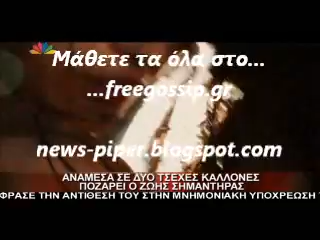 Μάθετε τα όλα στο...
...freegossip.gr
news-piper.blogspot.com
ΑΝΑΜΕΣΑ ΣΕ ΔΥΟ ΤΣΕΧΕΣ ΚΑΛΛΟΝΕΣ
ΠΟΖΑΡΕΙ Ο ΖΩΗΣ ΣΗΜΑΝΤΗΡΑΣ
ΦΡΑΣΕ ΤΗΝ ΑΝΤΙΘΕΣΗ ΤΟΥ ΣΤΗΝ ΜΝΗΜΟΝΙΑΚΗ ΥΠΟΧΡΕΩΣΗ Τ